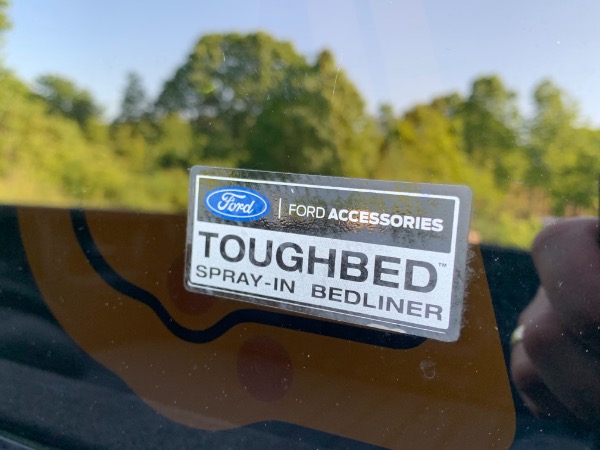 Ford | FORD ACCESSORIES
TOUGHBED™
SPRAY-IN BEDLINER